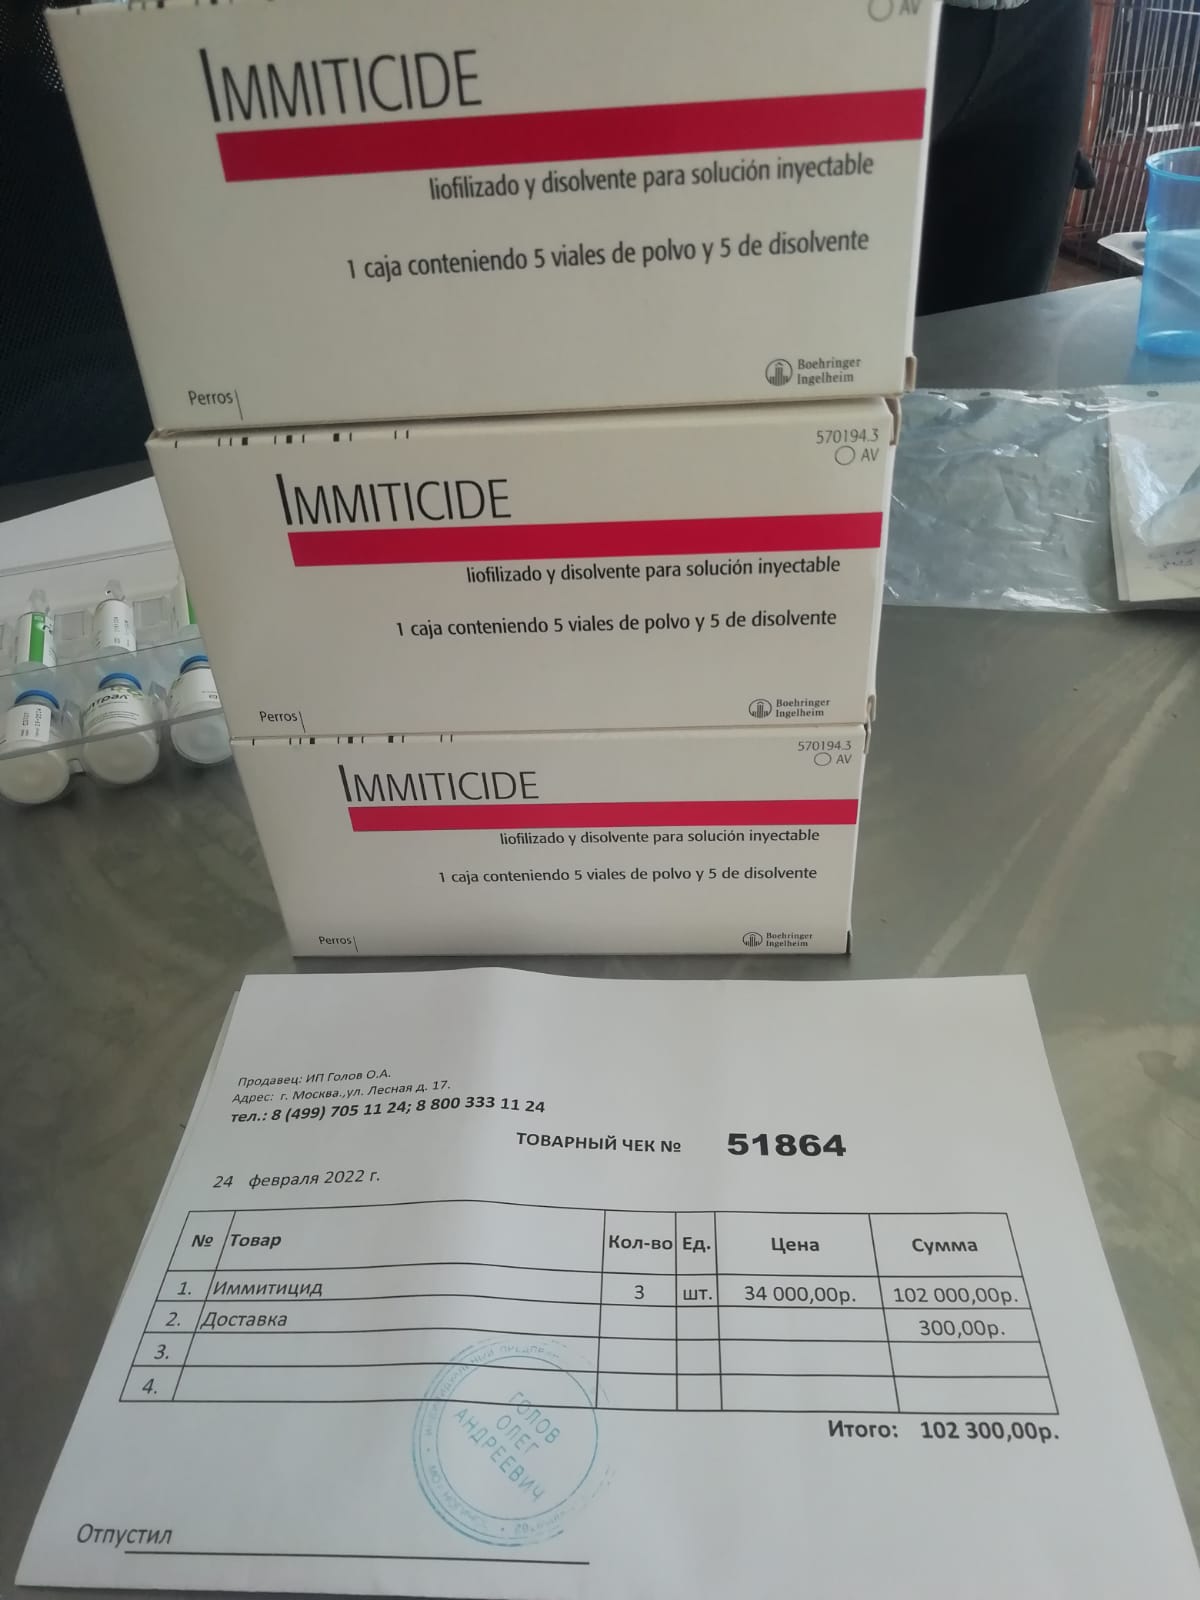 AV
IMMITICIDE
liofilizado y disolvente para solución inyectable
1 caja conteniendo 5 viales de polvo y 5 de disolvente
Boehringer
Ingelheim
Perros
570194.3
AV
IMMITICIDE
liofilizado y disolvente para solución inyectable
1 caja conteniendo 5 viales de polvo y 5 de disolvente
Boehringer
Ingelheim
Perros
570194.3
AV
IMMITICIDE
liofilizado y disolvente para solución inyectable
1 caja conteniendo 5 viales de polvo y 5 de disolvente
Boehringer
Ingelheim
Perros
Продавец: ИП Голов О.А.
Адрес: г. Москва.,ул. Лесная д. 17.
тел.: 8 (499) 705 11 24; 8 800 333 11 24
ТОВАРНЫЙ ЧЕК № 51864
24 февраля 2022 г.
№ Товар Кол-во Ед. Цена Сумма
1. Иммитицид 3 шт. 34 000,00р. 102 000,00р.
2. Доставка 300,00р.
3.
4.
Итого: 102 300,00р.
ГОЛОВ
ОЛЕГ
АНДРЕЕВИЧ
Отпустил